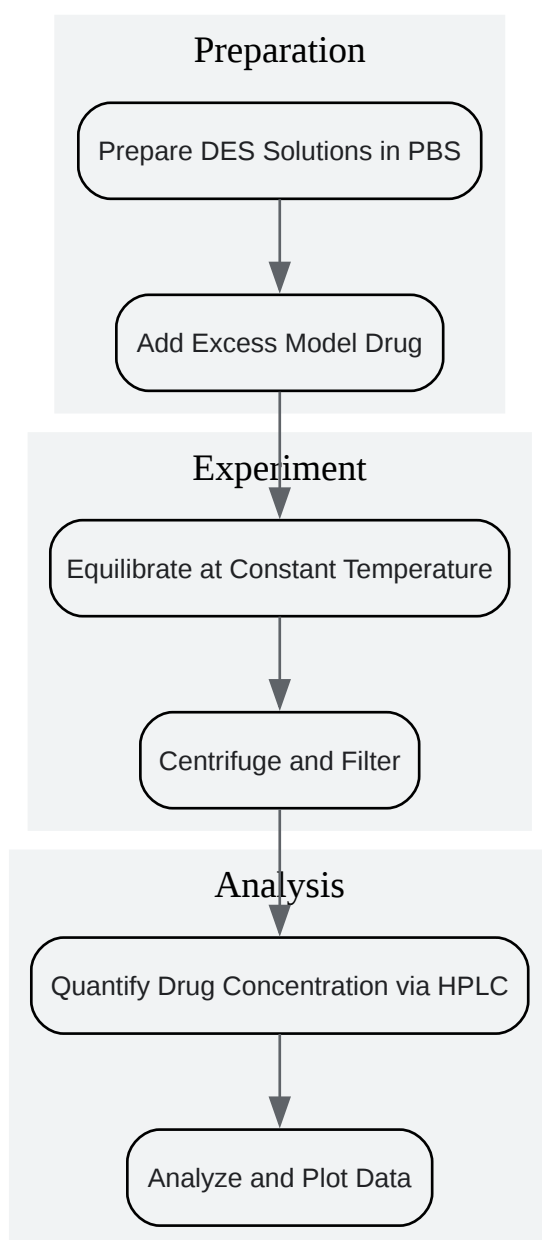 Preparation
Prepare DES Solutions in PBS
Add Excess Model Drug
Experiment
Equilibrate at Constant Temperature
Centrifuge and Filter
Analysis
Quantify Drug Concentration via HPLC
Analyze and Plot Data